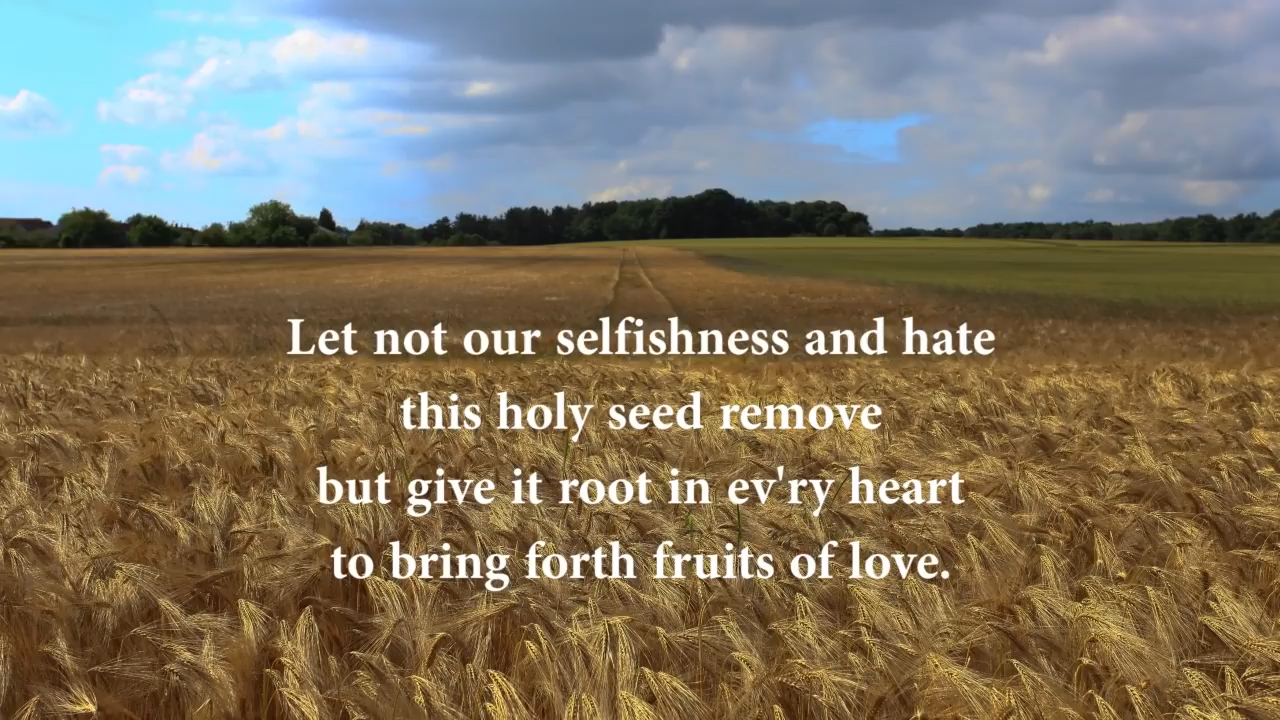 Let not our selfishness and hate
this holy seed remove
but give it root in ev'ry heart
to bring forth fruits of love.